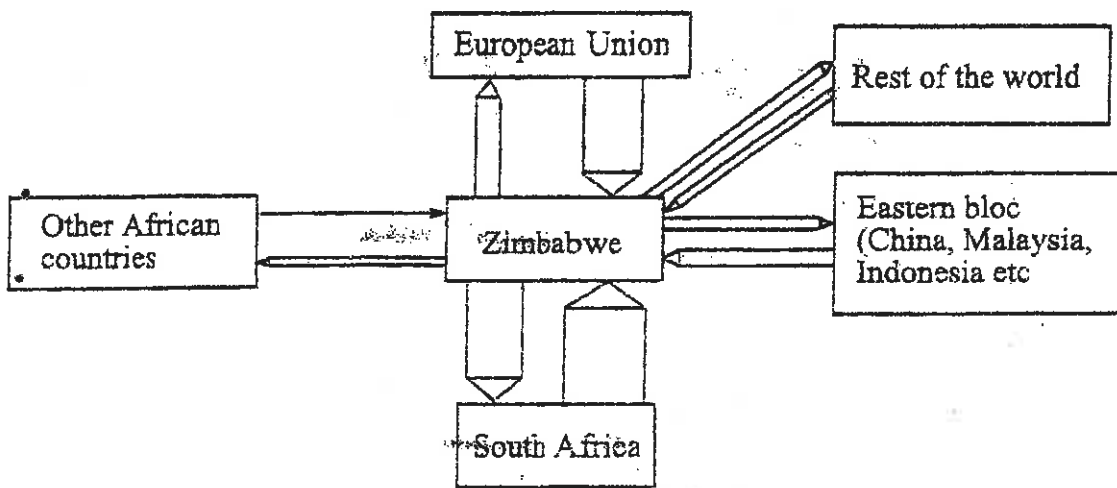 European Union
Rest of the world
Other African
countries
Zimbabwe
Eastern bloc
(China, Malaysia,
Indonesia etc
South Africa